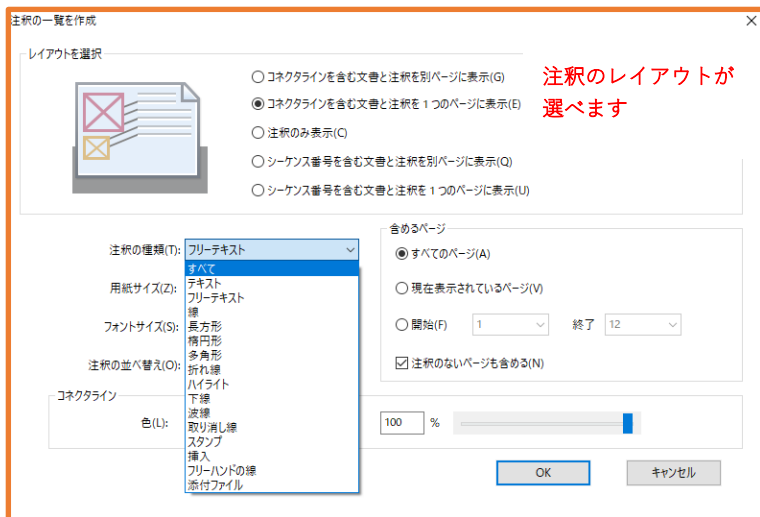 注釈の一覧を作成
レイアウトを選択
コネクタラインを含む文書と注釈を別ページに表示(G)
コネクタラインを含む文書と注釈を1つのページに表示(E)
注釈のみ表示(C)
シーケンス番号を含む文書と注釈を別ページに表示(Q)
シーケンス番号を含む文書と注釈を1つのページに表示(U)
注釈のレイアウトが
選べます
注釈の種類(T): フリーテキスト
すべて
テキスト
フリーテキスト
線
長方形
楕円形
多角形
折れ線
ハイライト
下線
波線
取り消し線
スタンプ
挿入
フリーハンドの線
添付ファイル
用紙サイズ(Z):
フォントサイズ(S):
注釈の並べ替え(O):
含めるページ
すべてのページ(A)
現在表示されているページ(V)
開始(F) 1 終了 12
注釈のないページも含める(N)
コネクタライン
色(L):
100 %
OK キャンセル